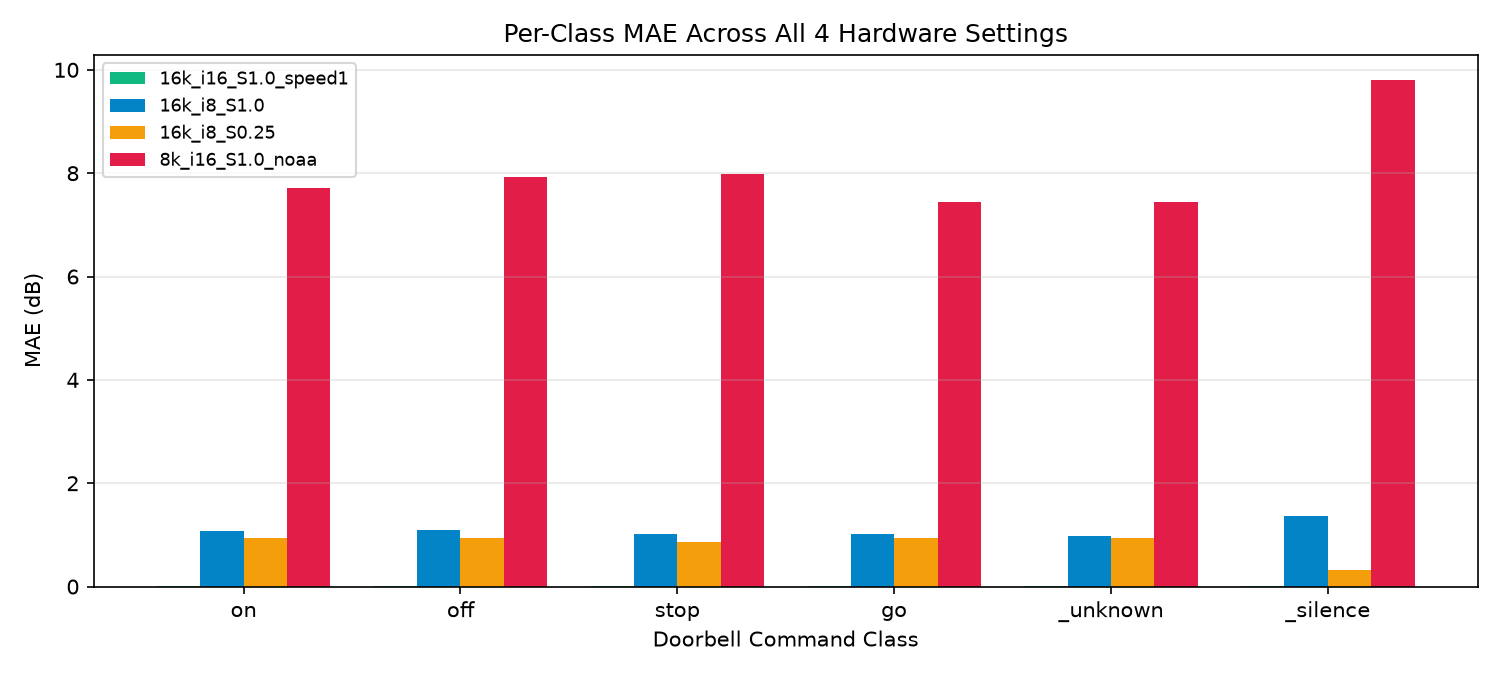 Per-Class MAE Across All 4 Hardware Settings
16k_i16_S1.0_speed1
16k_i8_S1.0
16k_i8_S0.25
8k_i16_S1.0_noaa
10
8
6
4
2
0
MAE (dB)
on off stop go _unknown _silence
Doorbell Command Class